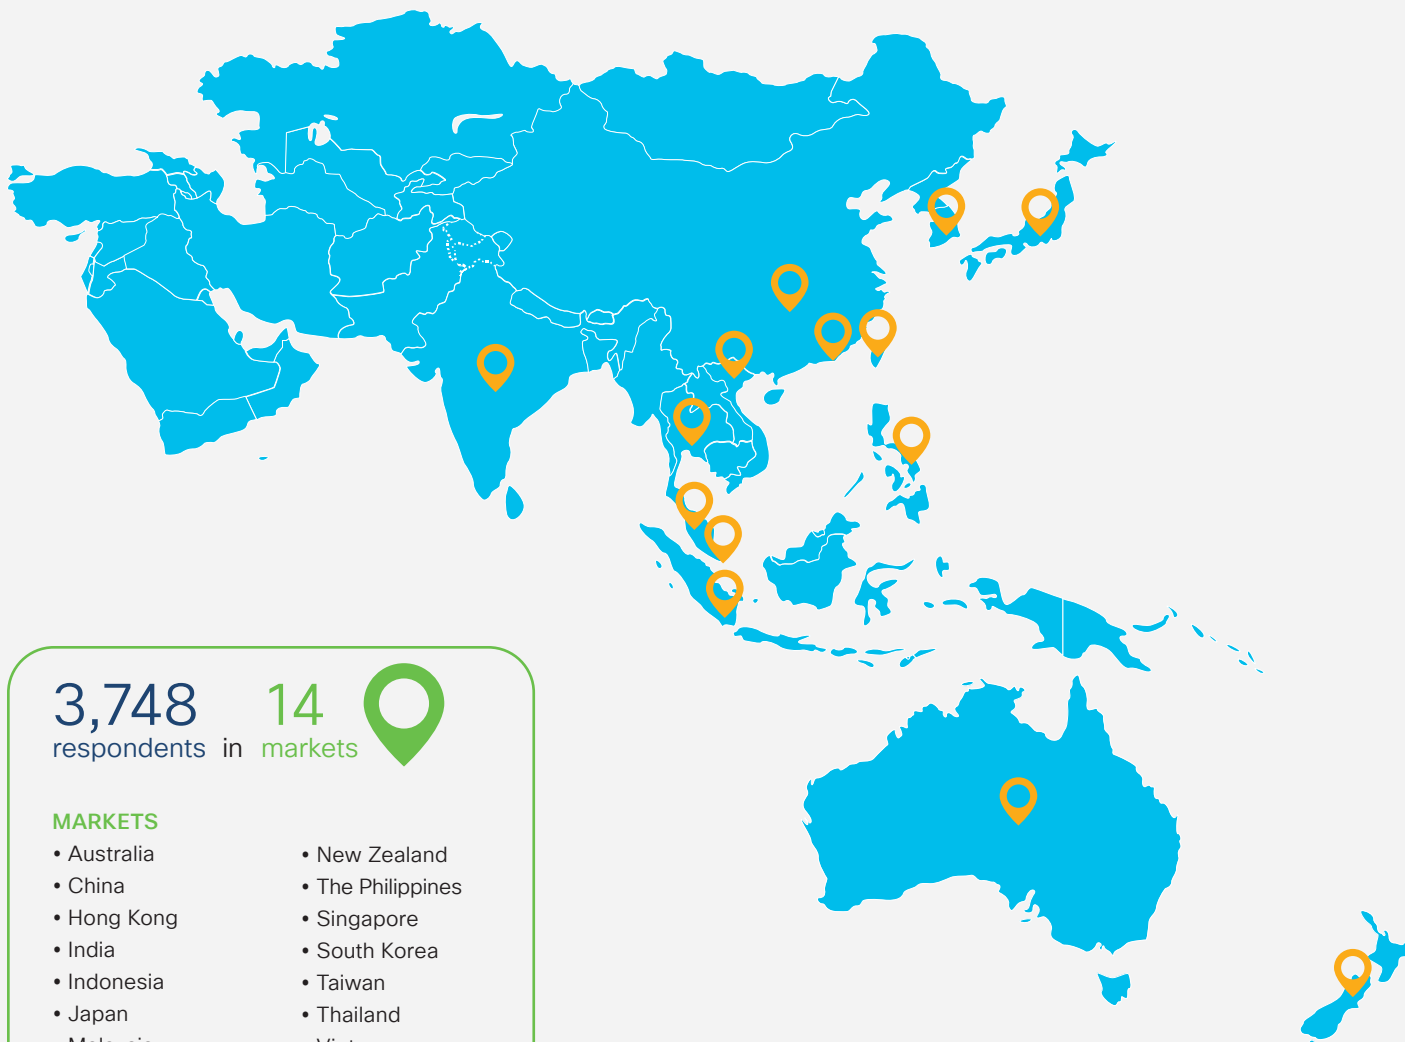 3,748 14
respondents in markets
MARKETS
• Australia
• China
• Hong Kong
• India
• Indonesia
• Japan
• New Zealand
• The Philippines
• Singapore
• South Korea
• Taiwan
• Thailand